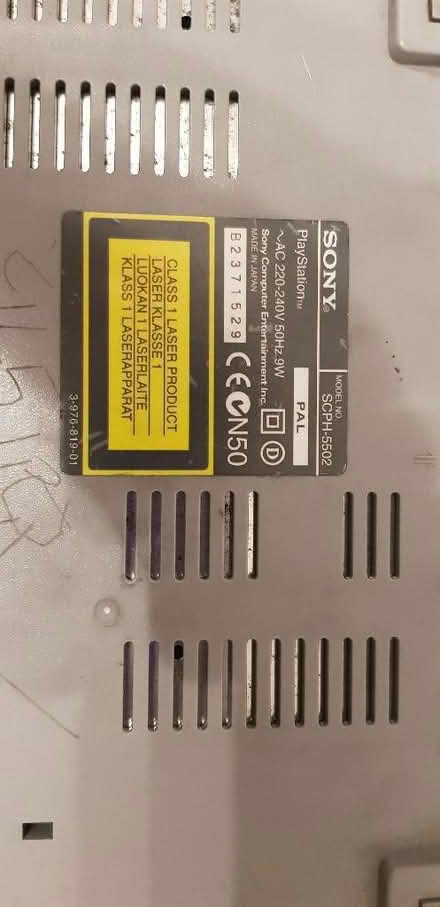 SONY®
MODEL NO.
SCPH-5502
PlayStation™
PAL
~AC 220-240V 50Hz 9W
Sony Computer Entertainment Inc.
MADE IN JAPAN
B2371529
CE N50
D
CLASS 1 LASER PRODUCT
LASER KLASSE 1
LUOKAN 1 LASERLAITE
KLASS 1 LASERAPPARAT
3-976-819-01